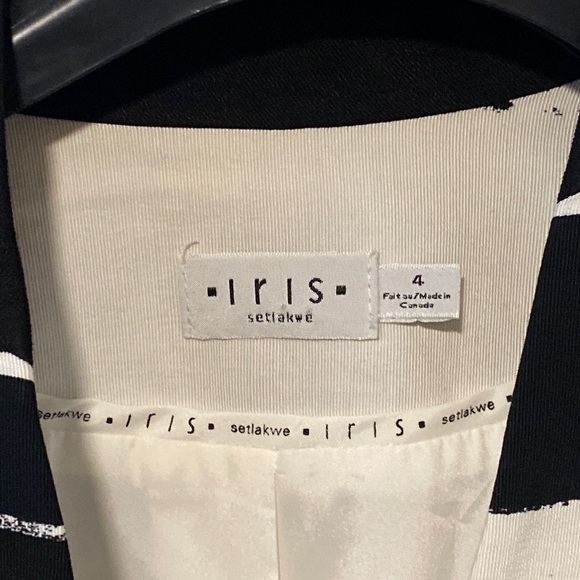 ▪IRIS▪
setlakwe
4
Fait au/Made in
Canada
setlakwe ▪IRIS▪ setlakwe ▪IRIS▪ setlakwe ▪